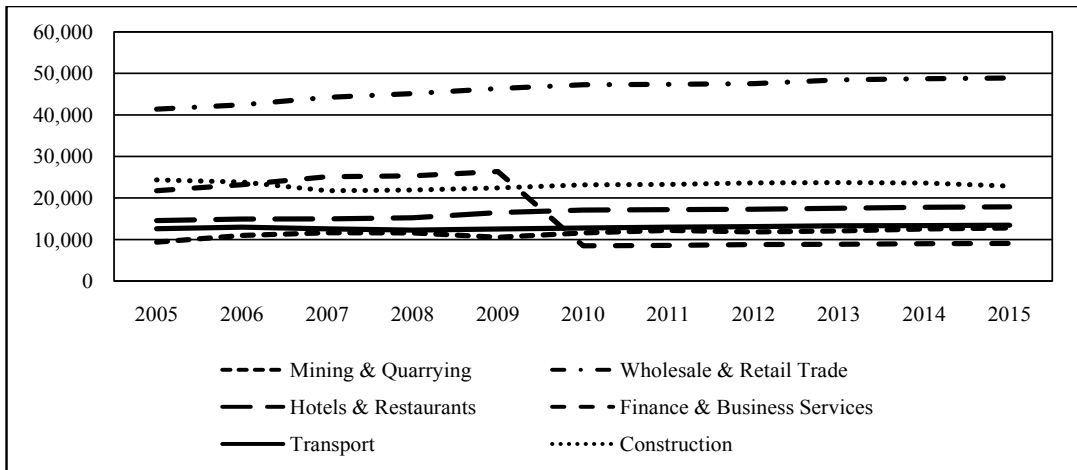 60,000
50,000
40,000
30,000
20,000
10,000
0
2005 2006 2007 2008 2009 2010 2011 2012 2013 2014 2015
Mining & Quarrying Wholesale & Retail Trade
Hotels & Restaurants Finance & Business Services
Transport Construction